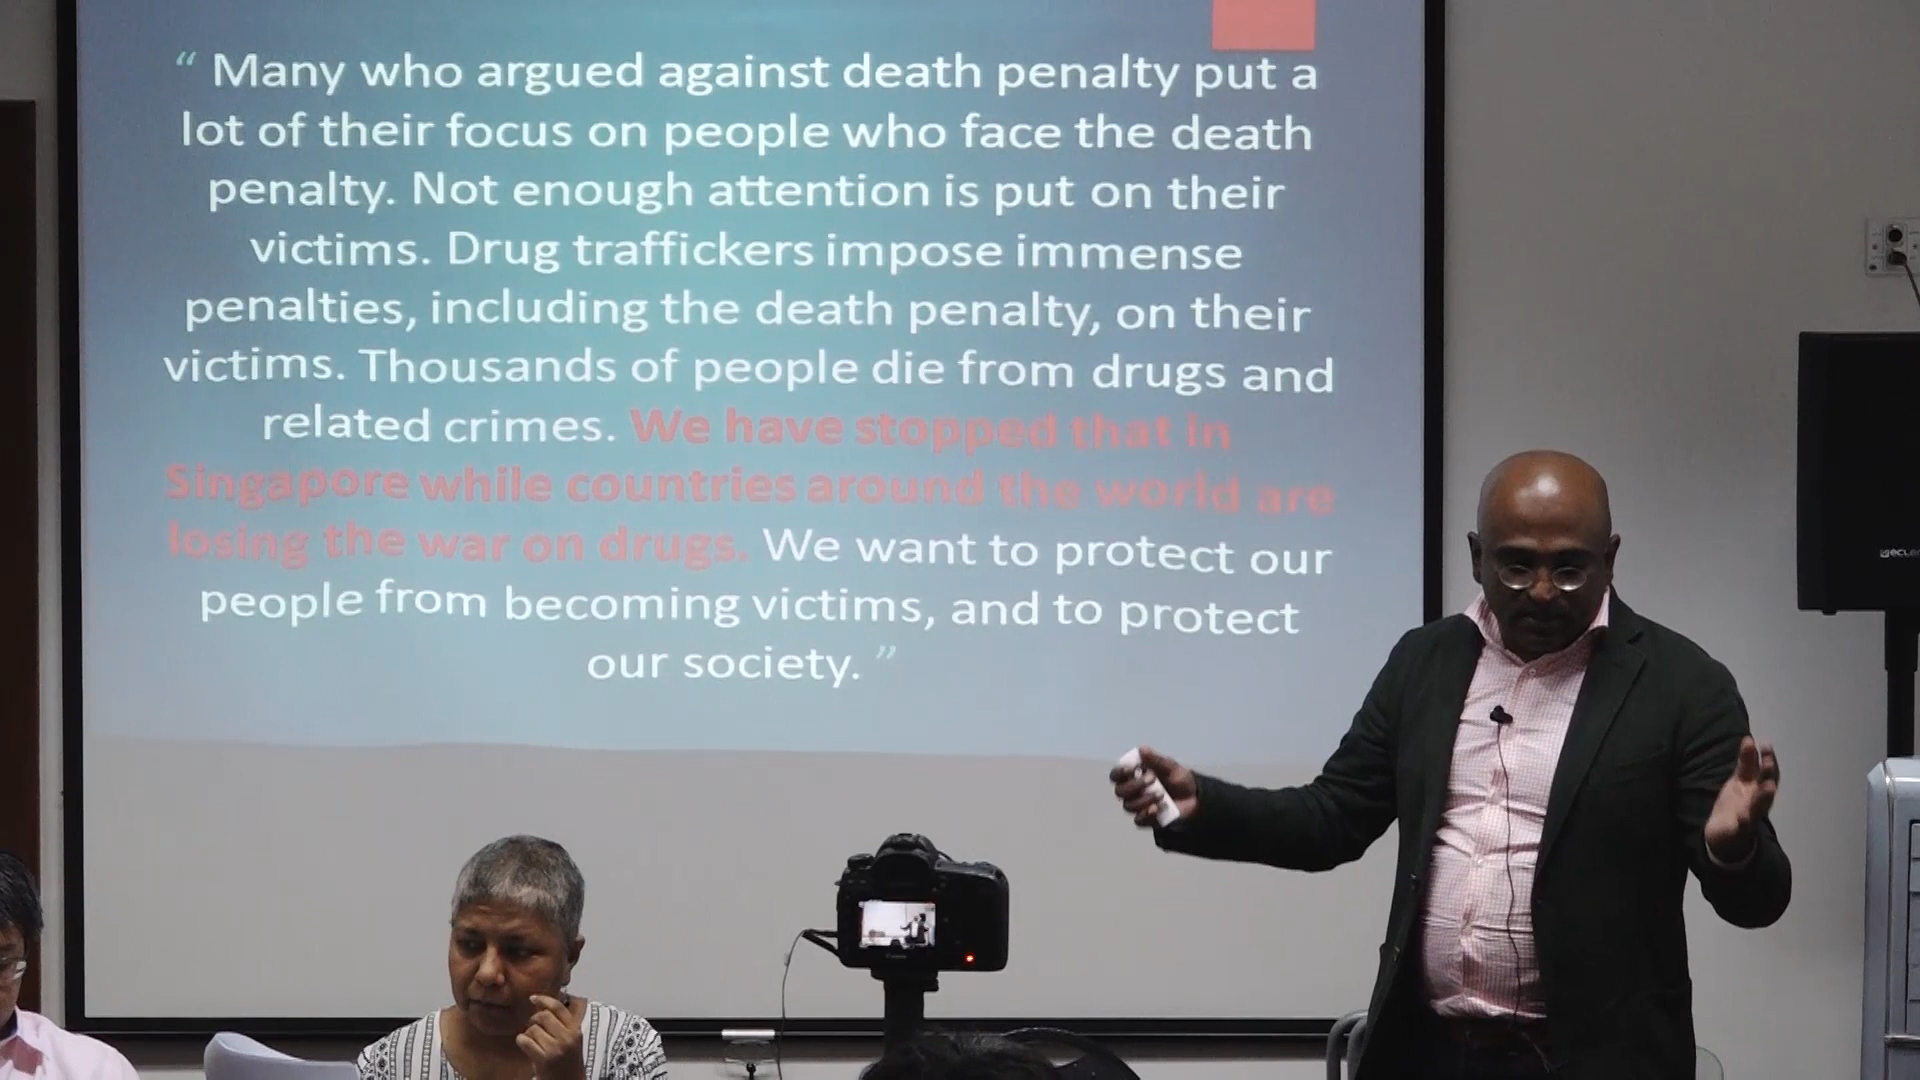 “ Many who argued against death penalty put a
lot of their focus on people who face the death
penalty. Not enough attention is put on their
victims. Drug traffickers impose immense
penalties, including the death penalty, on their
victims. Thousands of people die from drugs and
related crimes. We have stopped that in
Singapore while countries around the world are
losing the war on drugs. We want to protect our
people from becoming victims, and to protect
our society. ”
Canon